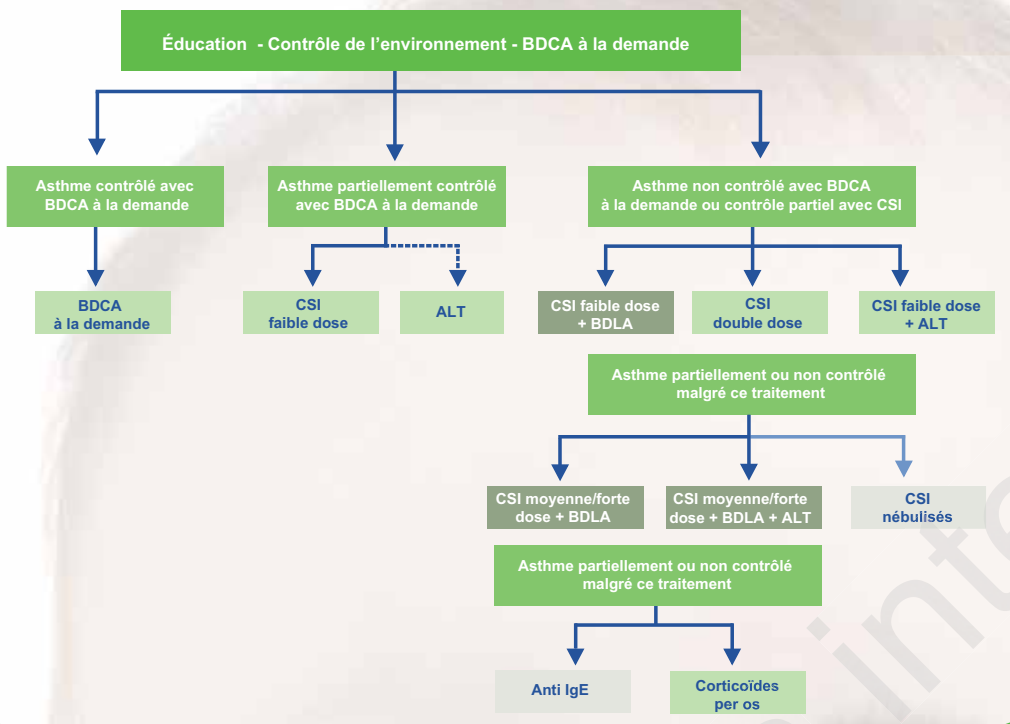 Éducation - Contrôle de l'environnement - BDCA à la demande
Asthme contrôlé avec
BDCA à la demande
Asthme partiellement contrôlé
avec BDCA à la demande
Asthme non contrôlé avec BDCA
à la demande ou contrôle partiel avec CSI
BDCA
à la demande
CSI
faible dose
ALT
CSI faible dose
+ BDLA
CSI
double dose
CSI faible dose
+ ALT
Asthme partiellement ou non contrôlé
malgré ce traitement
CSI moyenne/forte
dose + BDLA
CSI moyenne/forte
dose + BDLA + ALT
CSI
nébulisés
Asthme partiellement ou non contrôlé
malgré ce traitement
Anti IgE
Corticoïdes
per os